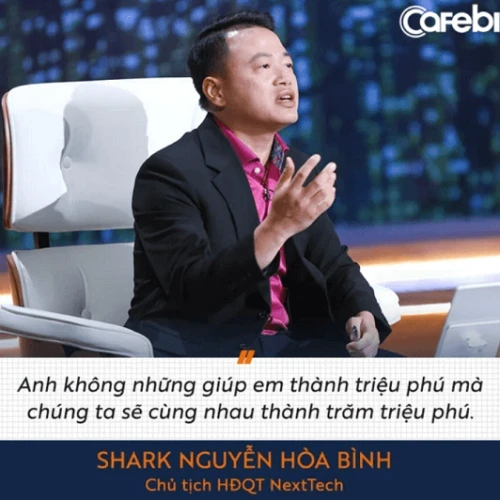 Cafebi
Anh không những giúp em thành triệu phú mà
chúng ta sẽ cùng nhau thành trăm triệu phú.
SHARK NGUYỄN HÒA BÌNH
Chủ tịch HĐQT NextTech